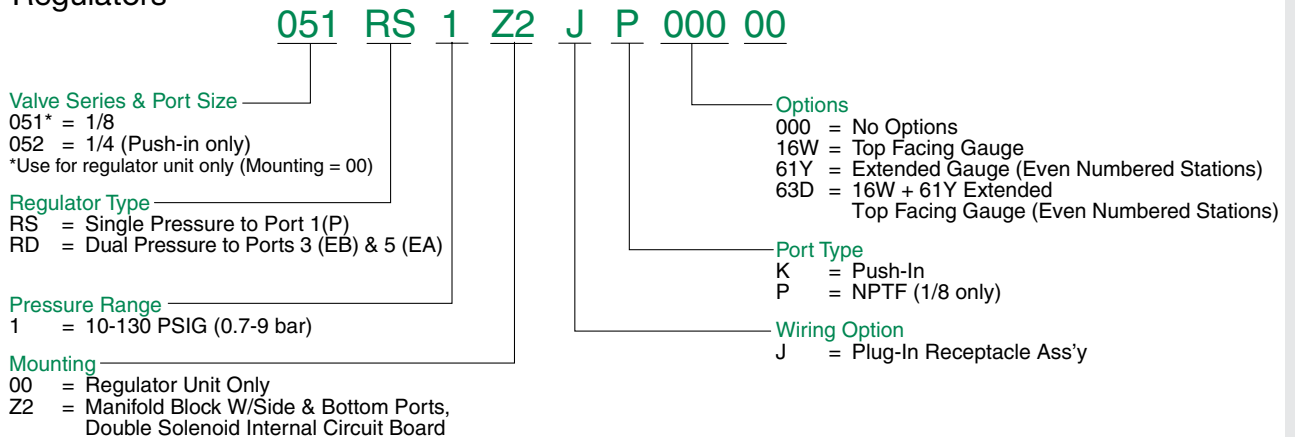 Regulators
051 RS 1 Z2 J P 000 00
Valve Series & Port Size
051* = 1/8
052 = 1/4 (Push-in only)
*Use for regulator unit only (Mounting = 00)
Regulator Type
RS = Single Pressure to Port 1(P)
RD = Dual Pressure to Ports 3 (EB) & 5 (EA)
Pressure Range
1 = 10-130 PSIG (0.7-9 bar)
Mounting
00 = Regulator Unit Only
Z2 = Manifold Block W/Side & Bottom Ports,
Double Solenoid Internal Circuit Board
Options
000 = No Options
16W = Top Facing Gauge
61Y = Extended Gauge (Even Numbered Stations)
63D = 16W + 61Y Extended
Top Facing Gauge (Even Numbered Stations)
Port Type
K = Push-In
P = NPTF (1/8 only)
Wiring Option
J = Plug-In Receptacle Ass'y